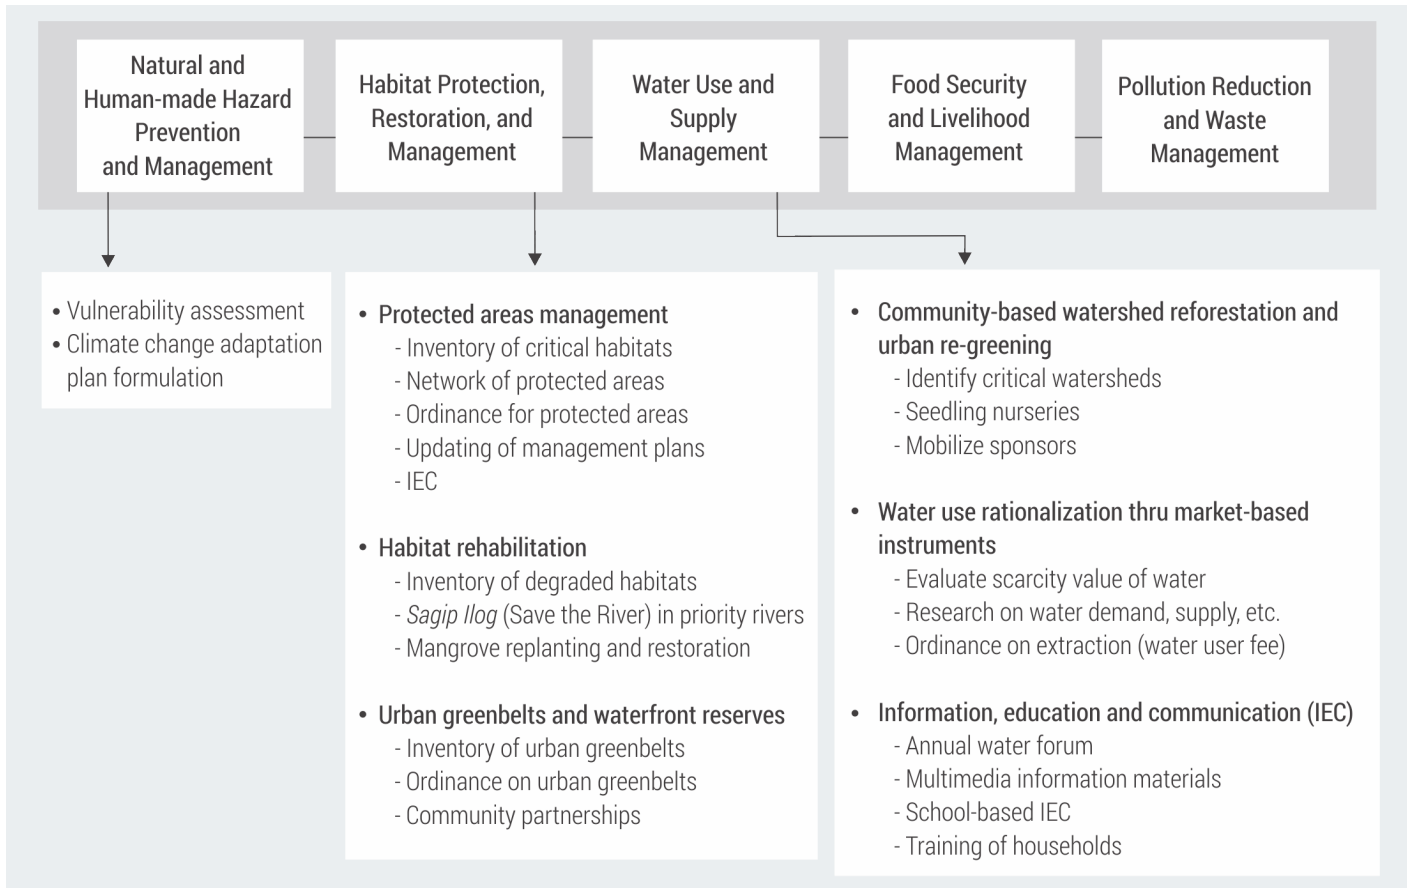 Natural and
Human-made Hazard
Prevention
and Management
Habitat Protection,
Restoration, and
Management
Water Use and
Supply
Management
Food Security
and Livelihood
Management
Pollution Reduction
and Waste
Management
• Vulnerability assessment
• Climate change adaptation
plan formulation
• Protected areas management
- Inventory of critical habitats
- Network of protected areas
- Ordinance for protected areas
- Updating of management plans
- IEC
• Habitat rehabilitation
- Inventory of degraded habitats
- Sagip Ilog (Save the River) in priority rivers
- Mangrove replanting and restoration
• Urban greenbelts and waterfront reserves
- Inventory of urban greenbelts
- Ordinance on urban greenbelts
- Community partnerships
• Community-based watershed reforestation and
urban re-greening
- Identify critical watersheds
- Seedling nurseries
- Mobilize sponsors
• Water use rationalization thru market-based
instruments
- Evaluate scarcity value of water
- Research on water demand, supply, etc.
- Ordinance on extraction (water user fee)
• Information, education and communication (IEC)
- Annual water forum
- Multimedia information materials
- School-based IEC
- Training of households